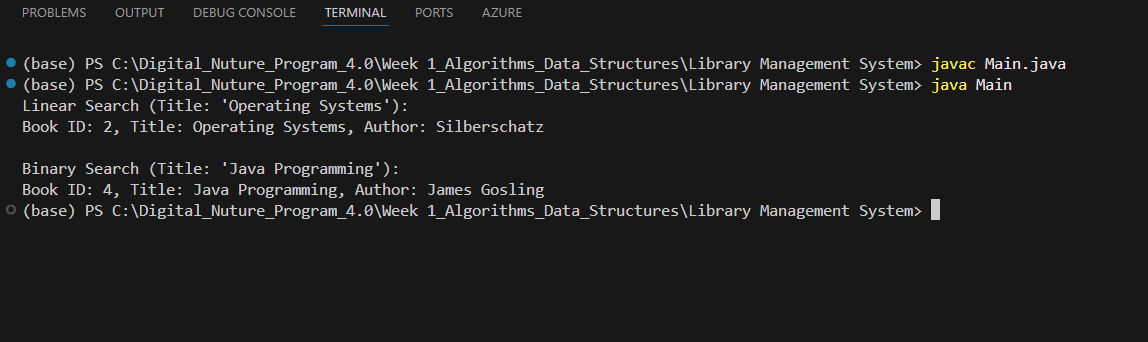 PROBLEMS OUTPUT DEBUG CONSOLE TERMINAL PORTS AZURE
(base) PS C:\Digital_Nuture_Program_4.0\Week 1_Algorithms_Data_Structures\Library Management System> javac Main.java
(base) PS C:\Digital_Nuture_Program_4.0\Week 1_Algorithms_Data_Structures\Library Management System> java Main
Linear Search (Title: 'Operating Systems'):
Book ID: 2, Title: Operating Systems, Author: Silberschatz
Binary Search (Title: 'Java Programming'):
Book ID: 4, Title: Java Programming, Author: James Gosling
(base) PS C:\Digital_Nuture_Program_4.0\Week 1_Algorithms_Data_Structures\Library Management System>